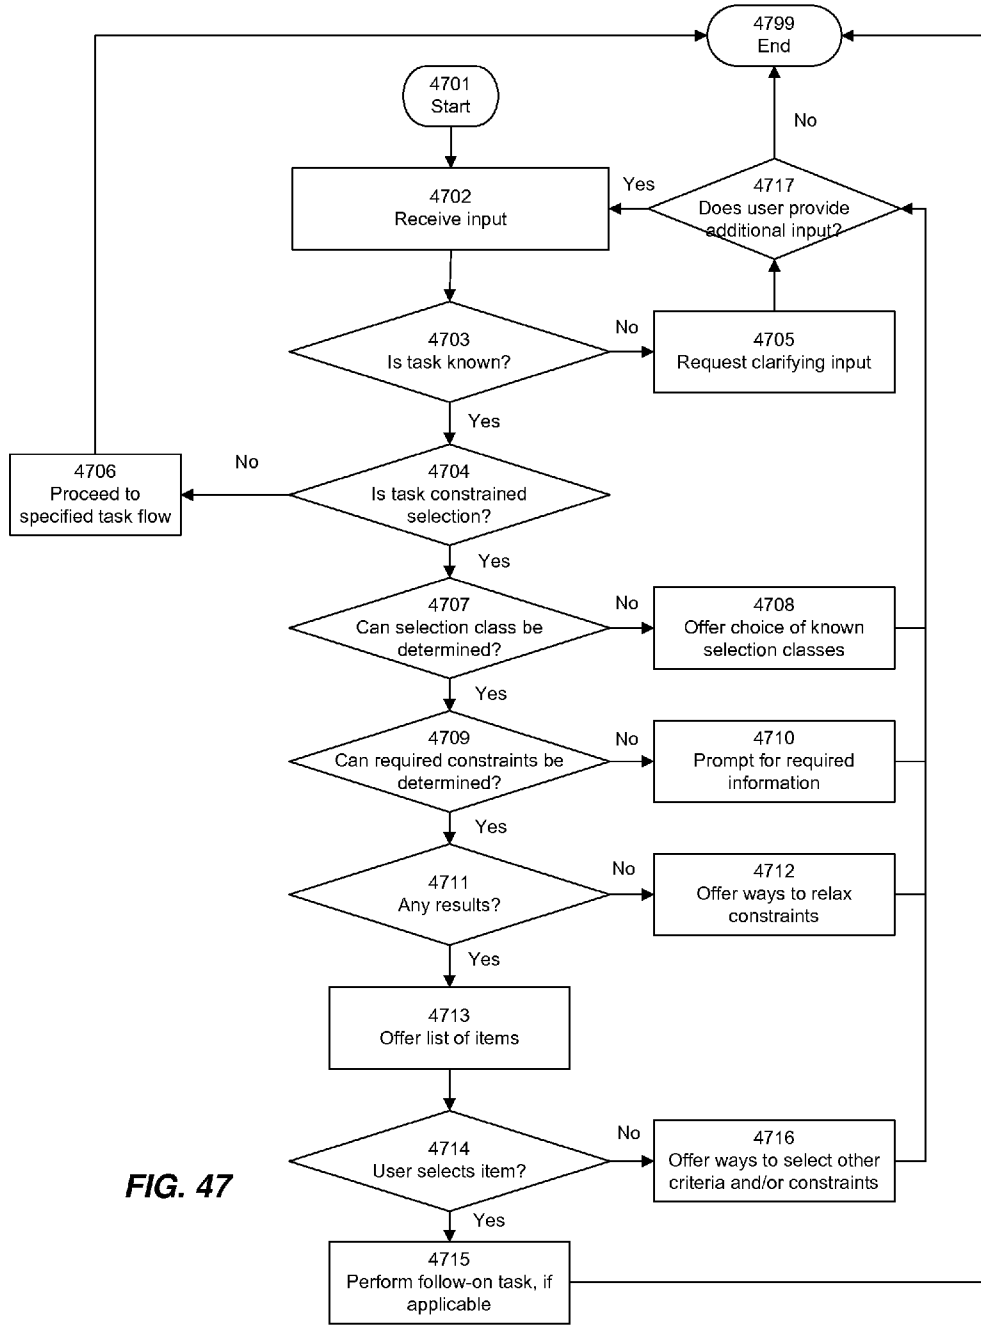 4799
End
4701
Start
No
4702
Receive input
Yes
4717
Does user provide
additional input?
4703
Is task known?
No
4705
Request clarifying input
Yes
4706
Proceed to
specified task flow
No
4704
Is task constrained
selection?
Yes
4707
Can selection class be
determined?
No
4708
Offer choice of known
selection classes
Yes
4709
Can required constraints be
determined?
No
4710
Prompt for required
information
Yes
4711
Any results?
No
4712
Offer ways to relax
constraints
Yes
4713
Offer list of items
4714
User selects item?
No
4716
Offer ways to select other
criteria and/or constraints
FIG. 47
Yes
4715
Perform follow-on task, if
applicable